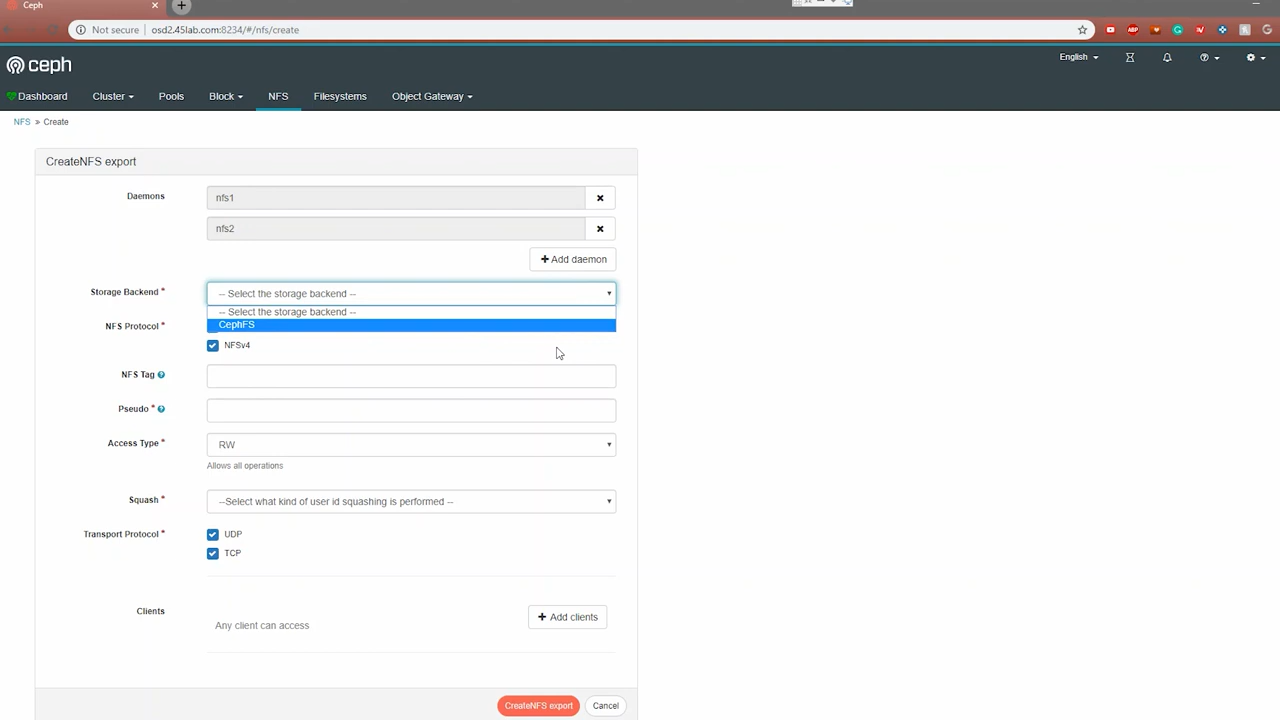 Ceph
Not secure osd2.45lab.com:8234/#/nfs/create
ceph
English
Dashboard Cluster Pools Block NFS Filesystems Object Gateway
NFS » Create
CreateNFS export
Daemons nfs1
nfs2
Add daemon
Storage Backend * -- Select the storage backend --
-- Select the storage backend --
NFS Protocol * CephFS
NFSv4
NFS Tag
Pseudo *
Access Type * RW
Allows all operations
Squash * --Select what kind of user id squashing is performed --
Transport Protocol * UDP
TCP
Clients
Any client can access
Add clients
CreateNFS export Cancel